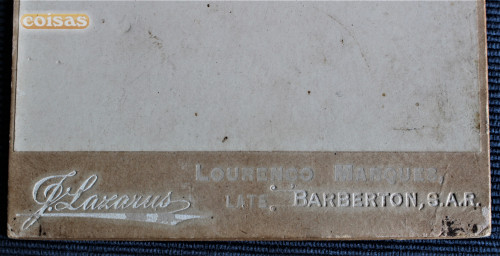 coisas
J. Lazarus
LOURENÇO MARQUES,
LATE BARBERTON, S.A.R.